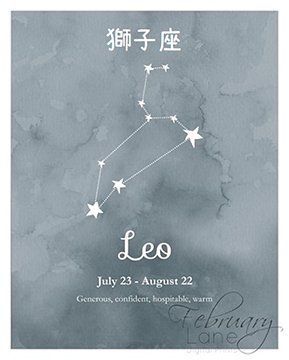 獅子座
Leo
July 23 - August 22
Generous, confident, hospitable, warm
February
Lane